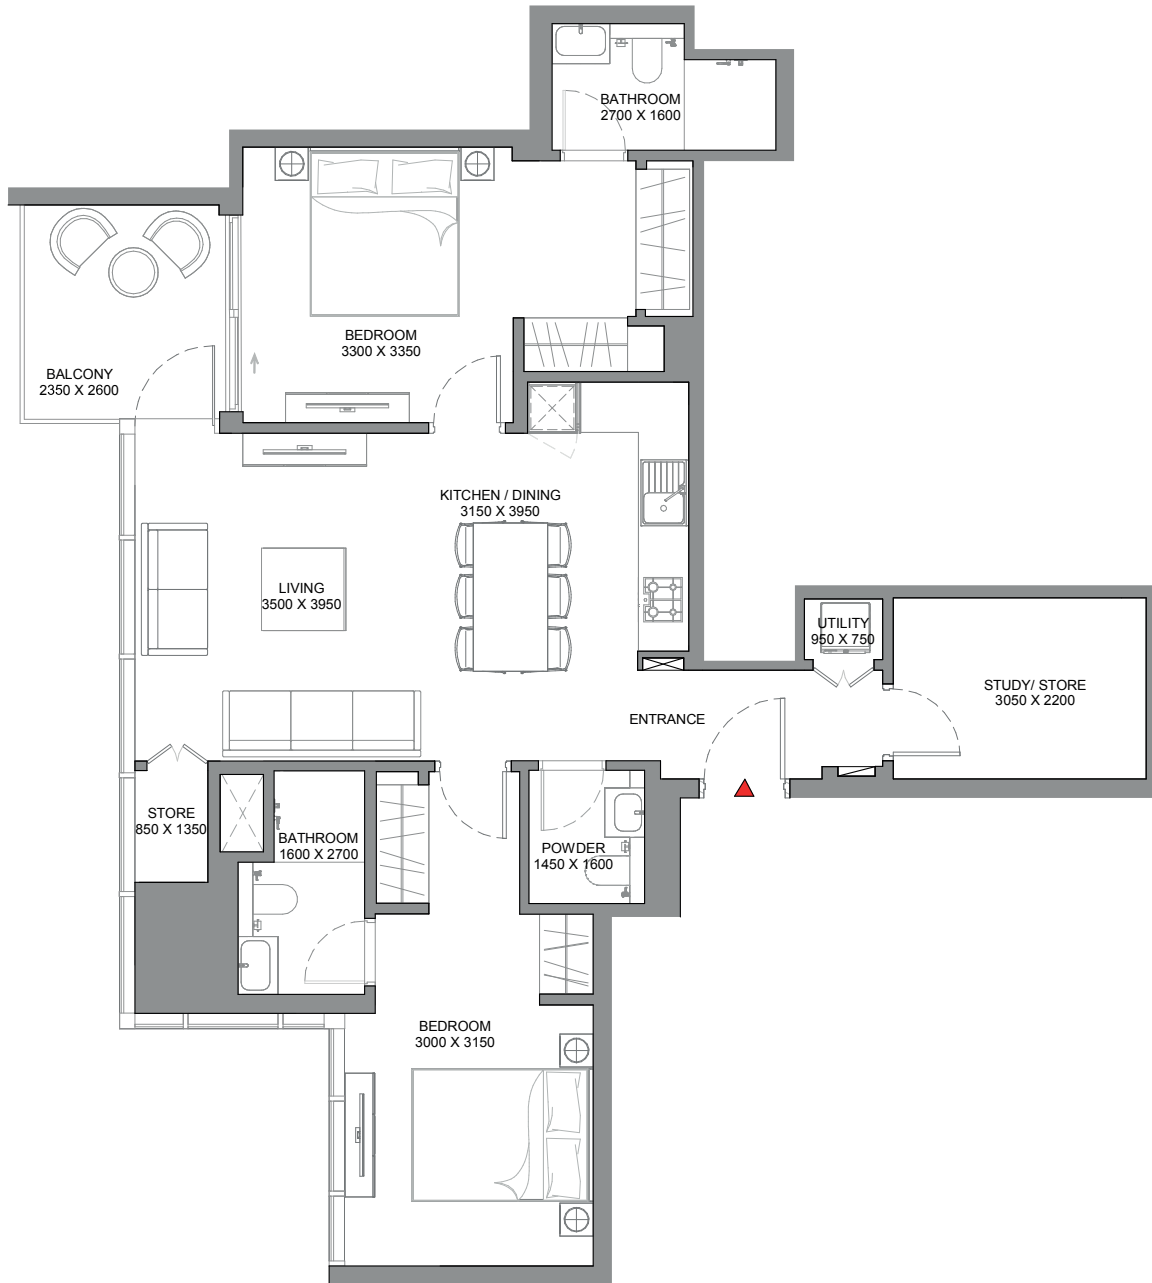 BATHROOM
2700 X 1600
BEDROOM
3300 X 3350
BALCONY
2350 X 2600
KITCHEN / DINING
3150 X 3950
LIVING
3500 X 3950
UTILITY
950 X 750
STUDY/ STORE
3050 X 2200
ENTRANCE
STORE
850 X 1350
BATHROOM
1600 X 2700
POWDER
1450 X 1600
BEDROOM
3000 X 3150